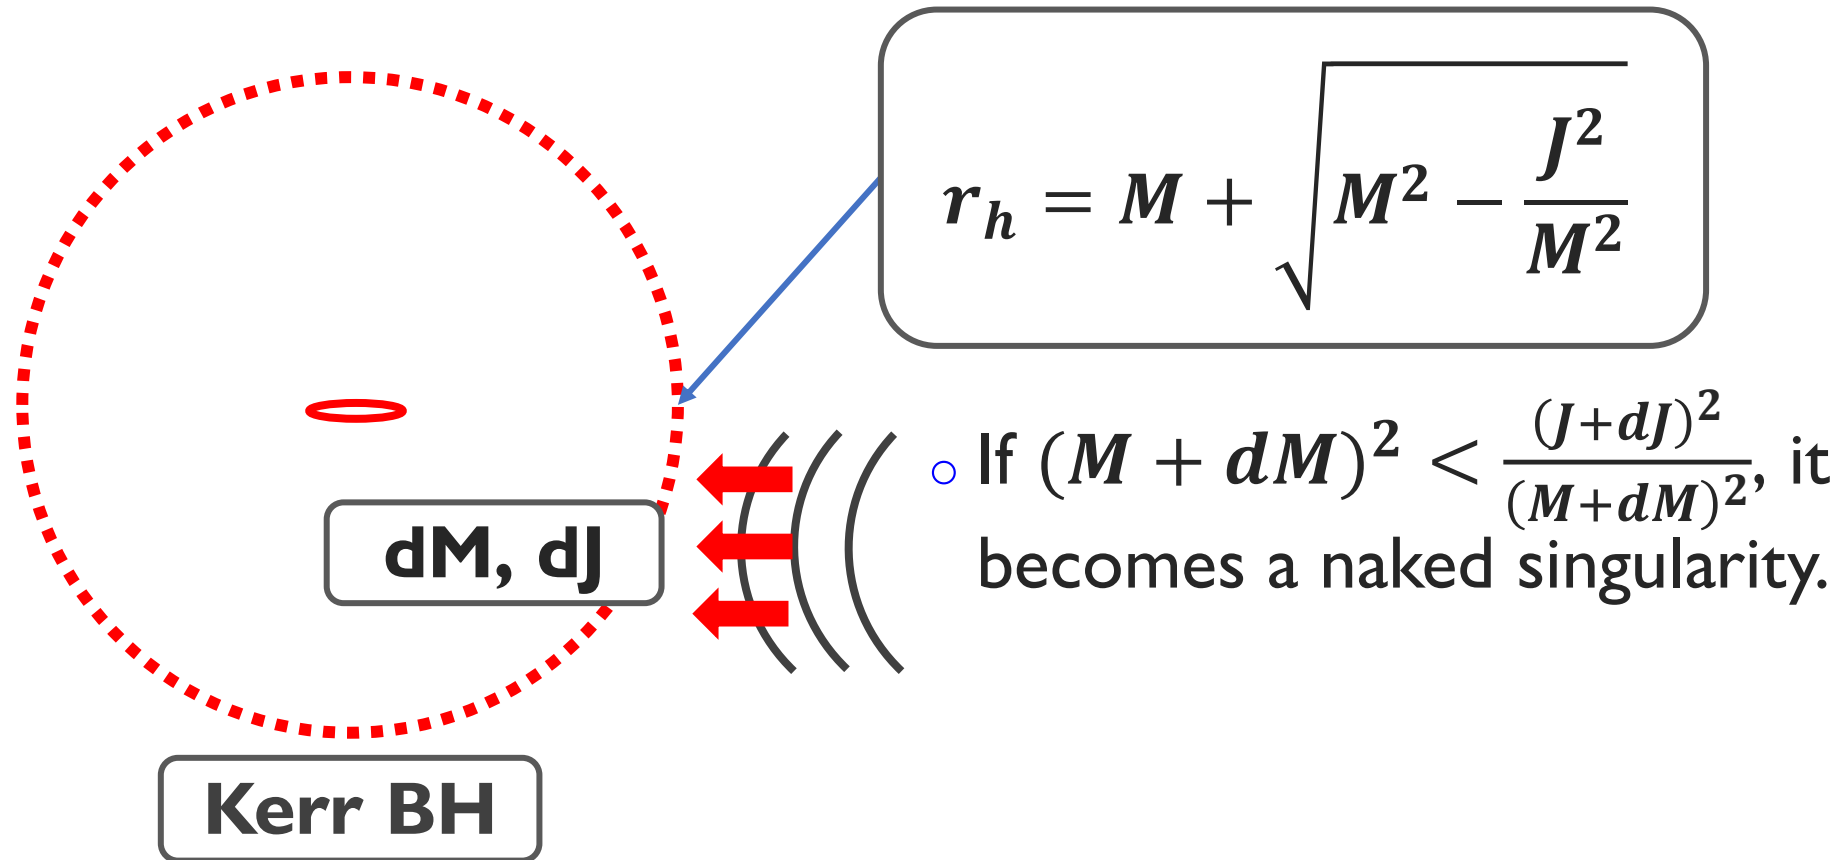 r_h = M + √(M² − J²/M²)
○ If (M + dM)² < (J+dJ)²/(M+dM)², it
becomes a naked singularity.
dM, dJ
Kerr BH